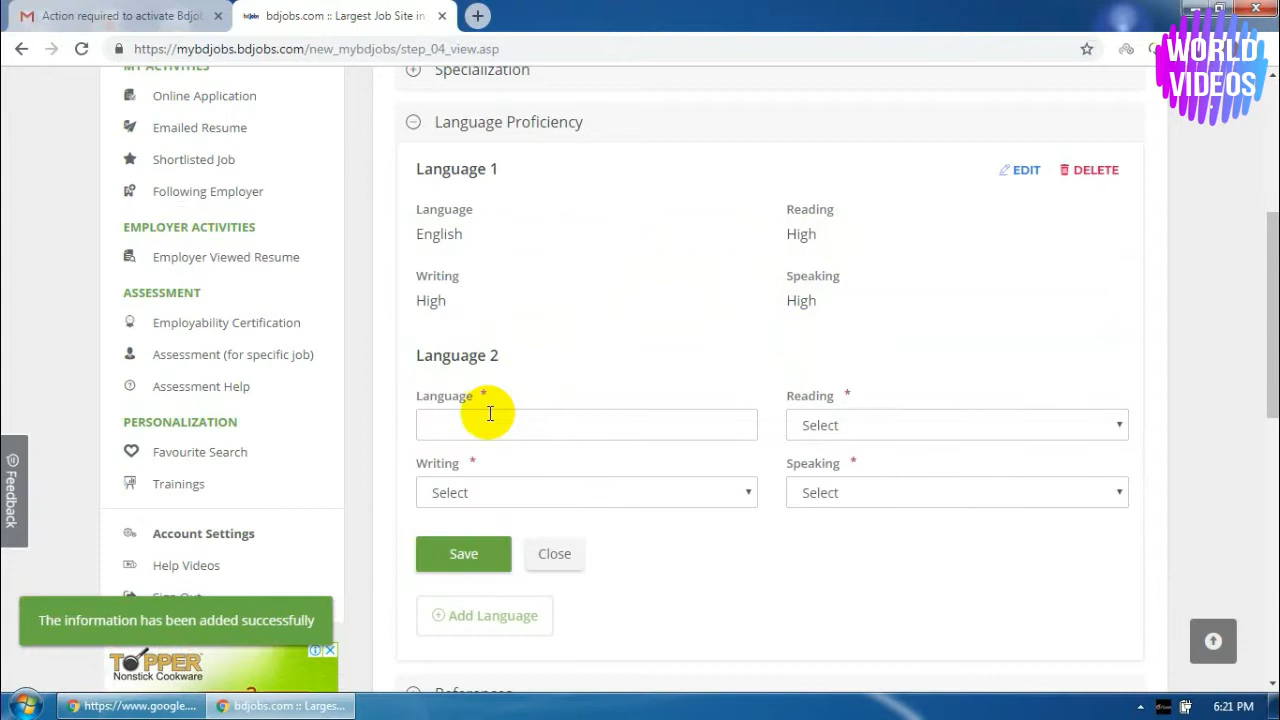 Action required to activate Bdjob
bdjobs.com :: Largest Job Site in
https://mybdjobs.bdjobs.com/new_mybdjobs/step_04_view.asp
WORLD
VIDEOS
MY ACTIVITIES
Online Application
Emailed Resume
Shortlisted Job
Following Employer
EMPLOYER ACTIVITIES
Employer Viewed Resume
ASSESSMENT
Employability Certification
Assessment (for specific job)
Assessment Help
PERSONALIZATION
Favourite Search
Trainings
Account Settings
Help Videos
Sign Out
Feedback
The information has been added successfully
TOPPER
Nonstick Cookware
Specialization
Language Proficiency
Language 1
EDIT
DELETE
Language
Reading
English
High
Writing
Speaking
High
High
Language 2
Language *
Reading *
Select
Writing *
Speaking *
Select
Select
Save
Close
Add Language
References
https://www.google....
bdjobs.com :: Larges...
6:21 PM